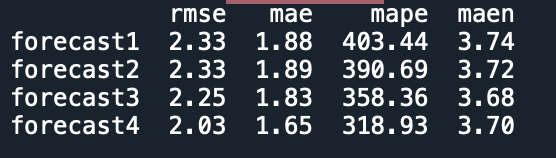 rmse mae mape maen
forecast1 2.33 1.88 403.44 3.74
forecast2 2.33 1.89 390.69 3.72
forecast3 2.25 1.83 358.36 3.68
forecast4 2.03 1.65 318.93 3.70